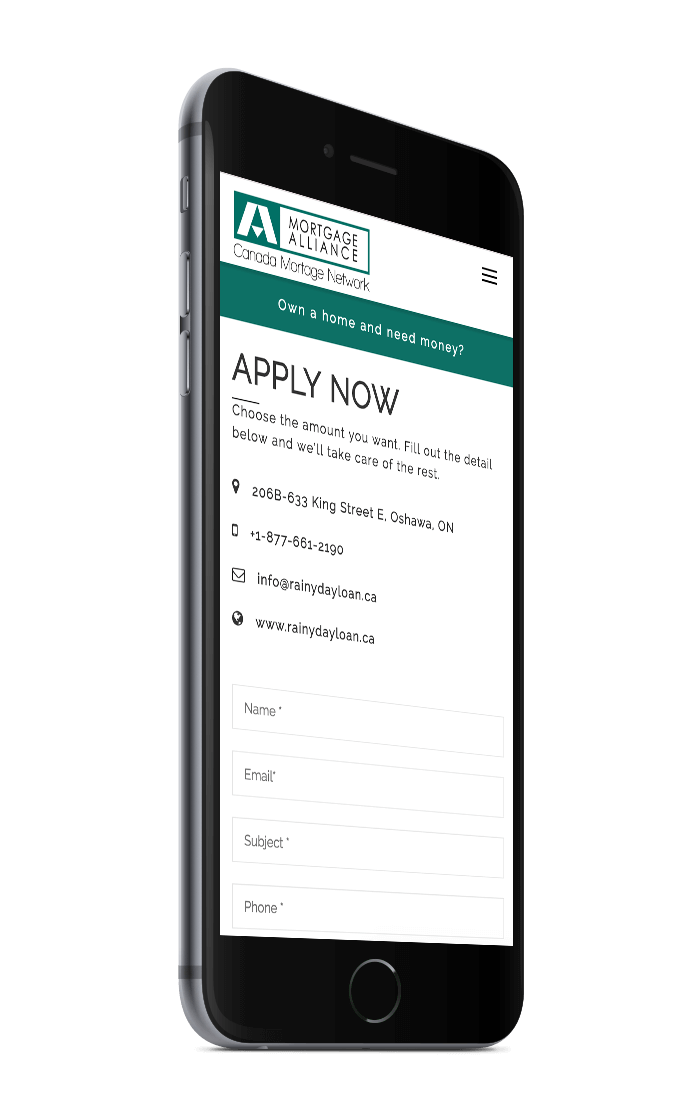 MORTGAGE
ALLIANCE
Canada Mortage Network
Own a home and need money?
APPLY NOW
Choose the amount you want. Fill out the detail
below and we'll take care of the rest.
206B-633 King Street E, Oshawa, ON
+1-877-661-2190
info@rainydayloan.ca
www.rainydayloan.ca
Name *
Email*
Subject *
Phone *